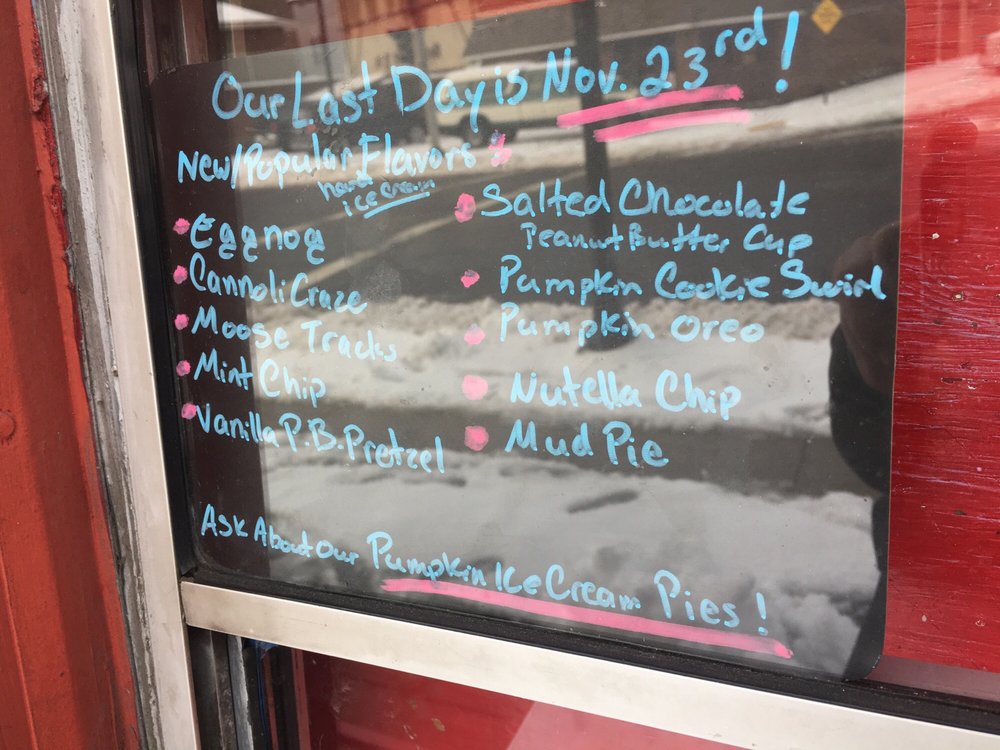 Our Last Day is Nov. 23rd!
New/Popular Flavors:
hard
ice cream
Eggnog
Cannoli Craze
Moose Tracks
Mint Chip
Vanilla P.B. Pretzel
Salted Chocolate
Peanut Butter Cup
Pumpkin Cookie Swirl
Pumpkin Oreo
Nutella Chip
Mud Pie
Ask About Our Pumpkin Ice Cream Pies!